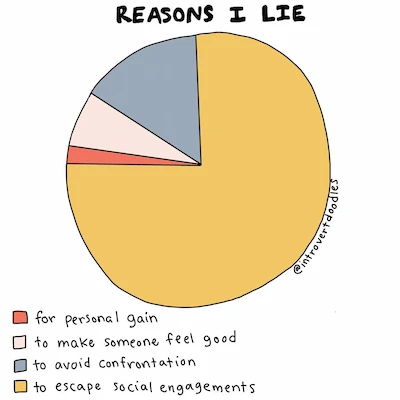 REASONS I LIE
@introvertdoodles
for personal gain
to make someone feel good
to avoid confrontation
to escape social engagements